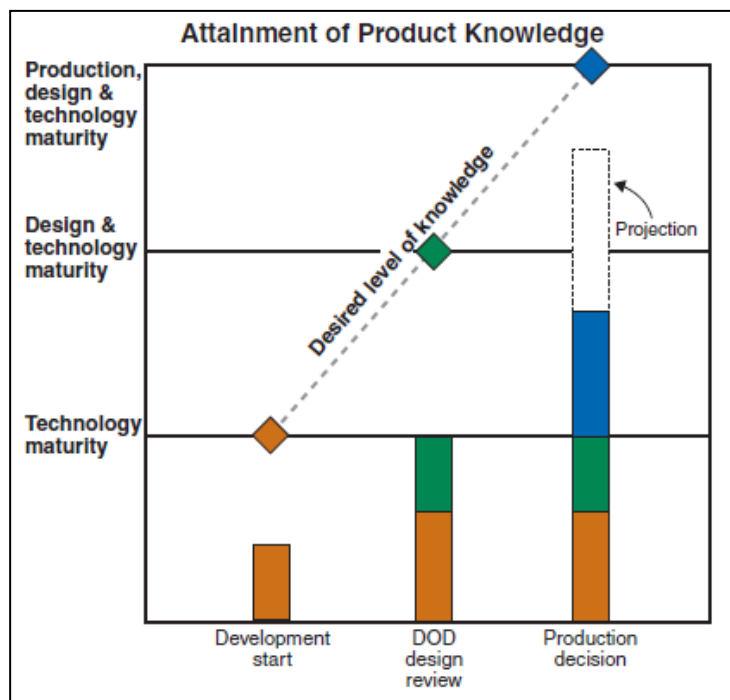 Attainment of Product Knowledge
Production,
design &
technology
maturity
Design &
technology
maturity
Technology
maturity
Desired level of knowledge
Projection
Development
start
DOD
design
review
Production
decision